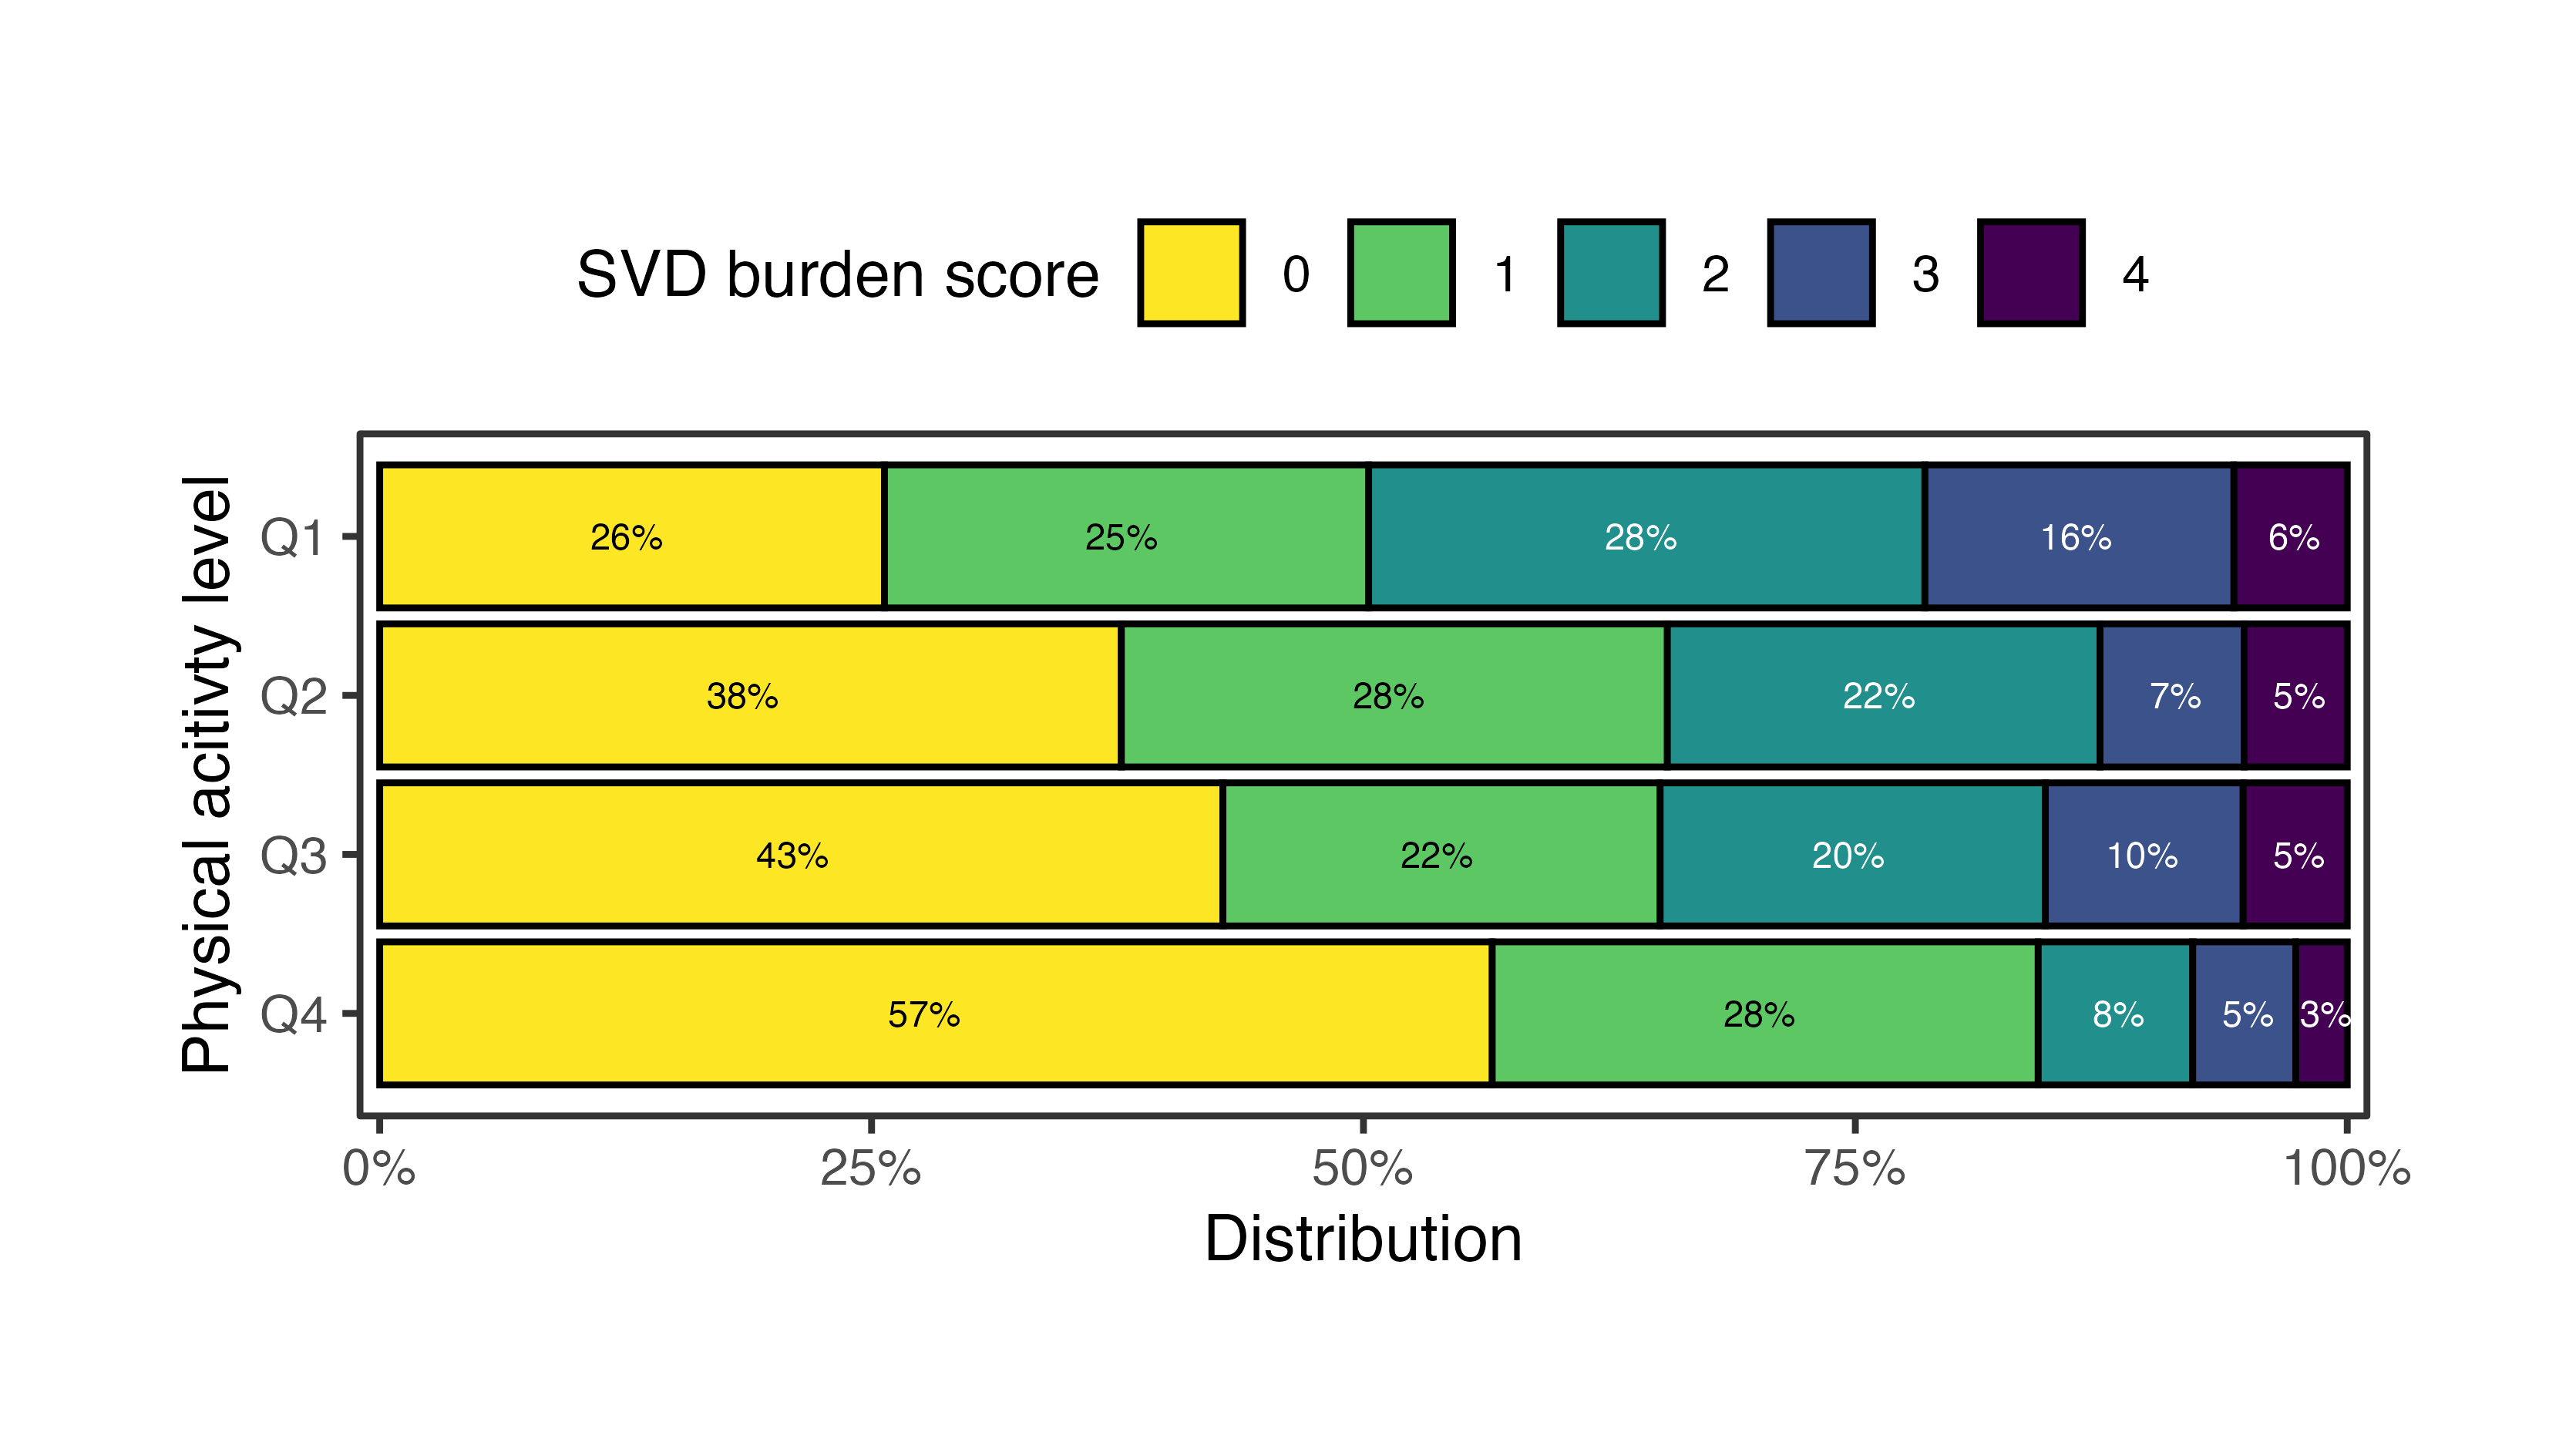 SVD burden score 0 1 2 3 4
Physical acitivty level
Q1 26% 25% 28% 16% 6%
Q2 38% 28% 22% 7% 5%
Q3 43% 22% 20% 10% 5%
Q4 57% 28% 8% 5% 3%
0% 25% 50% 75% 100%
Distribution